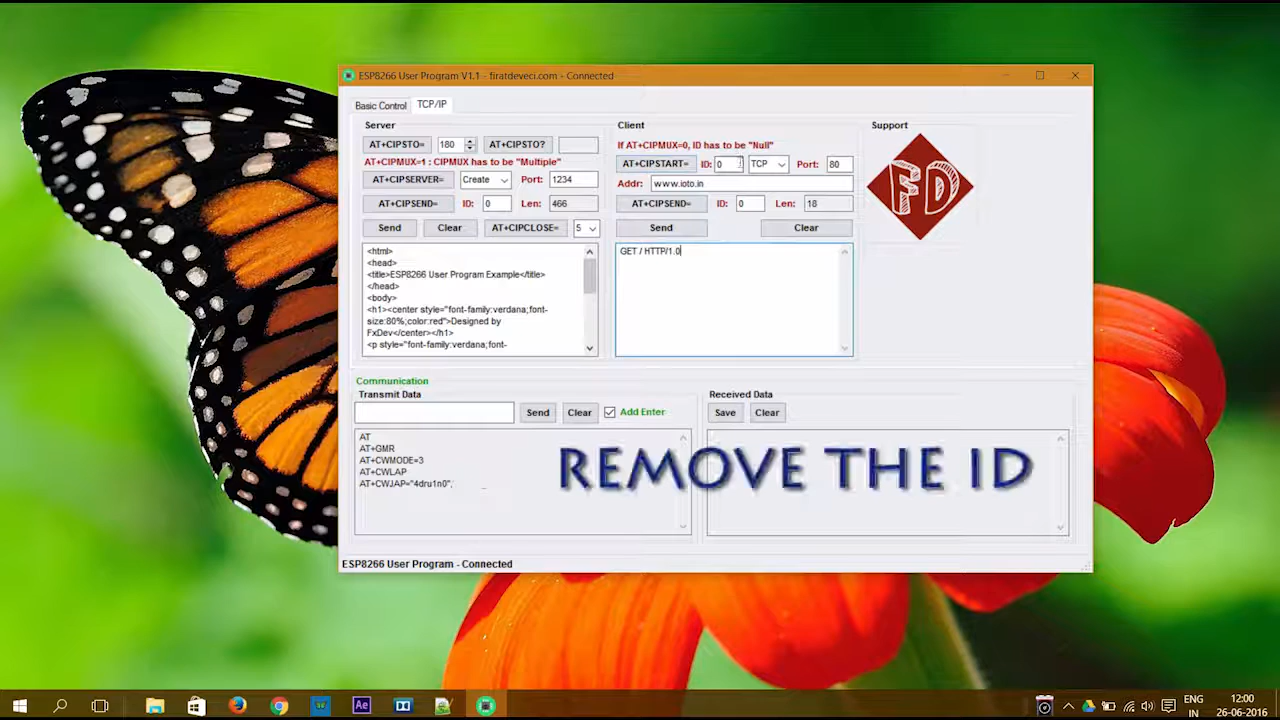 ESP8266 User Program V1.1 - firatdeveci.com - Connected
Basic Control TCP/IP
Server
AT+CIPSTO= 180 AT+CIPSTO?
AT+CIPMUX=1 : CIPMUX has to be "Multiple"
AT+CIPSERVER= Create Port: 1234
AT+CIPSEND= ID: 0 Len: 466
Send Clear AT+CIPCLOSE= 5
<html>
<head>
<title>ESP8266 User Program Example</title>
</head>
<body>
<h1><center style="font-family:verdana;font-
size:80%;color:red">Designed by
FxDev</center></h1>
<p style="font-family:verdana;font-
Client
If AT+CIPMUX=0, ID has to be "Null"
AT+CIPSTART= ID: 0 TCP Port: 80
Addr: www.ioto.in
AT+CIPSEND= ID: 0 Len: 18
Send Clear
GET / HTTP/1.0
Support
FD
Communication
Transmit Data
Send Clear Add Enter
AT
AT+GMR
AT+CWMODE=3
AT+CWLAP
AT+CWJAP="4dru1n0",
Received Data
Save Clear
REMOVE THE ID
ESP8266 User Program - Connected
W
Ae
ENG
IN
12:00
26-06-2016